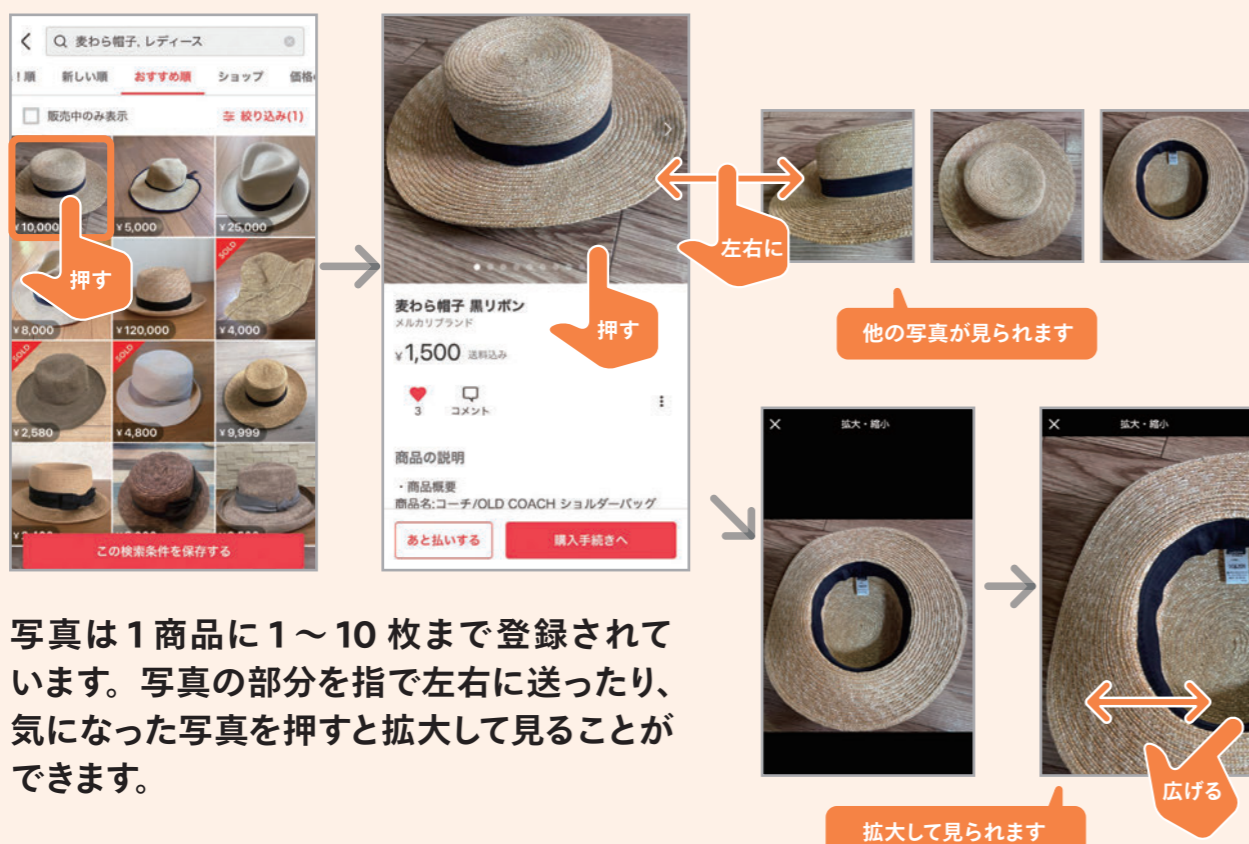 麦わら帽子, レディース
！順 新しい順 おすすめ順 ショップ 価格
販売中のみ表示 絞り込み(1)
¥10,000 ¥5,000 ¥25,000
押す
SOLD
¥8,000 ¥120,000 ¥4,000
SOLD SOLD
¥2,580 ¥4,800 ¥9,999
この検索条件を保存する
押す
麦わら帽子 黒リボン
メルカリブランド
¥1,500 送料込み
3 コメント
商品の説明
・商品概要
商品名:コーチ/OLD COACH ショルダーバッグ
あと払いする 購入手続きへ
左右に
他の写真が見られます
拡大・縮小
拡大・縮小
広げる
拡大して見られます
写真は1商品に1～10枚まで登録されて
います。写真の部分を指で左右に送ったり、
気になった写真を押すと拡大して見ることが
できます。